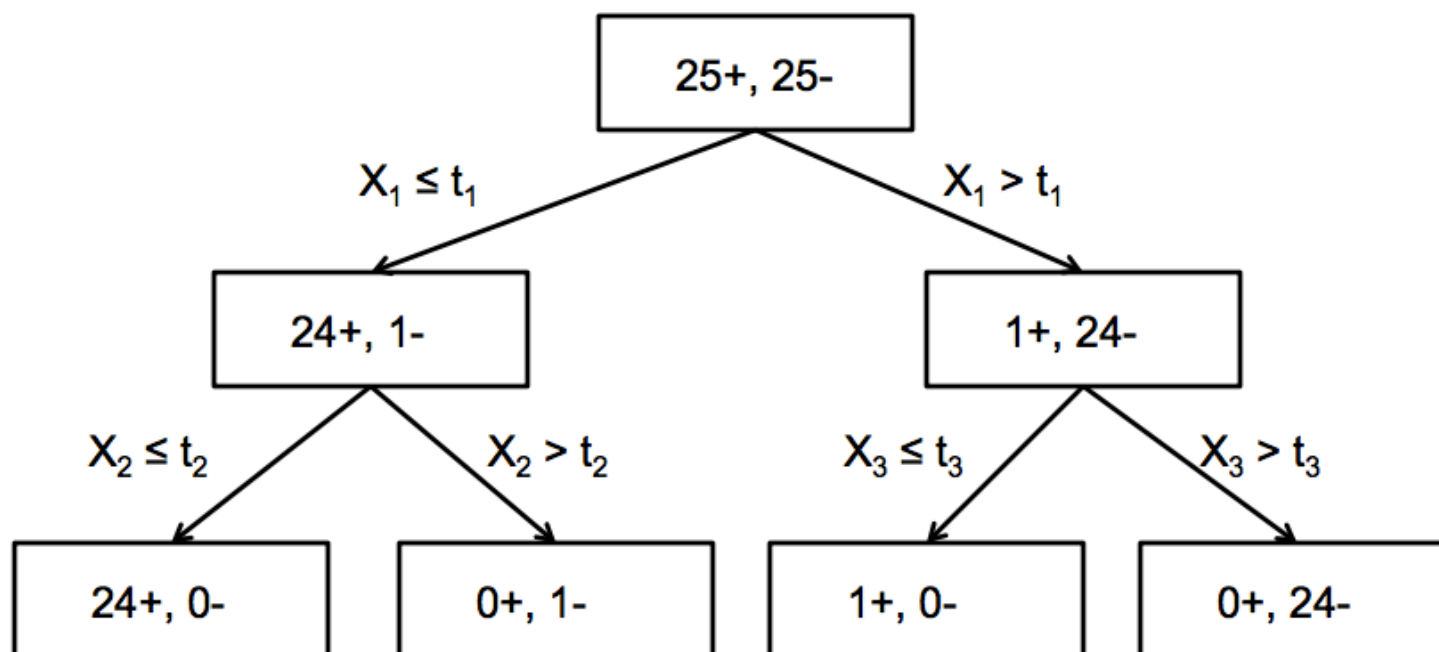 25+, 25-
X₁ ≤ t₁
X₁ > t₁
24+, 1-
1+, 24-
X₂ ≤ t₂
X₂ > t₂
X₃ ≤ t₃
X₃ > t₃
24+, 0-
0+, 1-
1+, 0-
0+, 24-